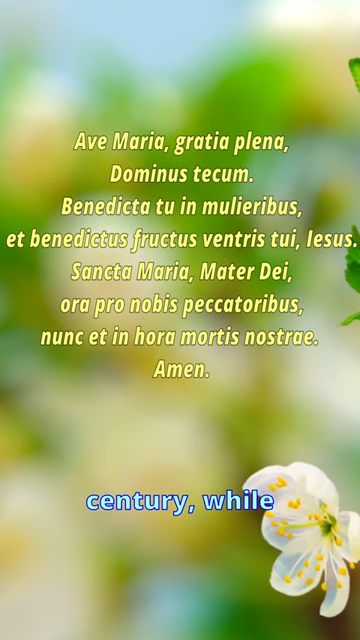 Ave Maria, gratia plena,
Dominus tecum.
Benedicta tu in mulieribus,
et benedictus fructus ventris tui, Iesus.
Sancta Maria, Mater Dei,
ora pro nobis peccatoribus,
nunc et in hora mortis nostrae.
Amen.
century, while